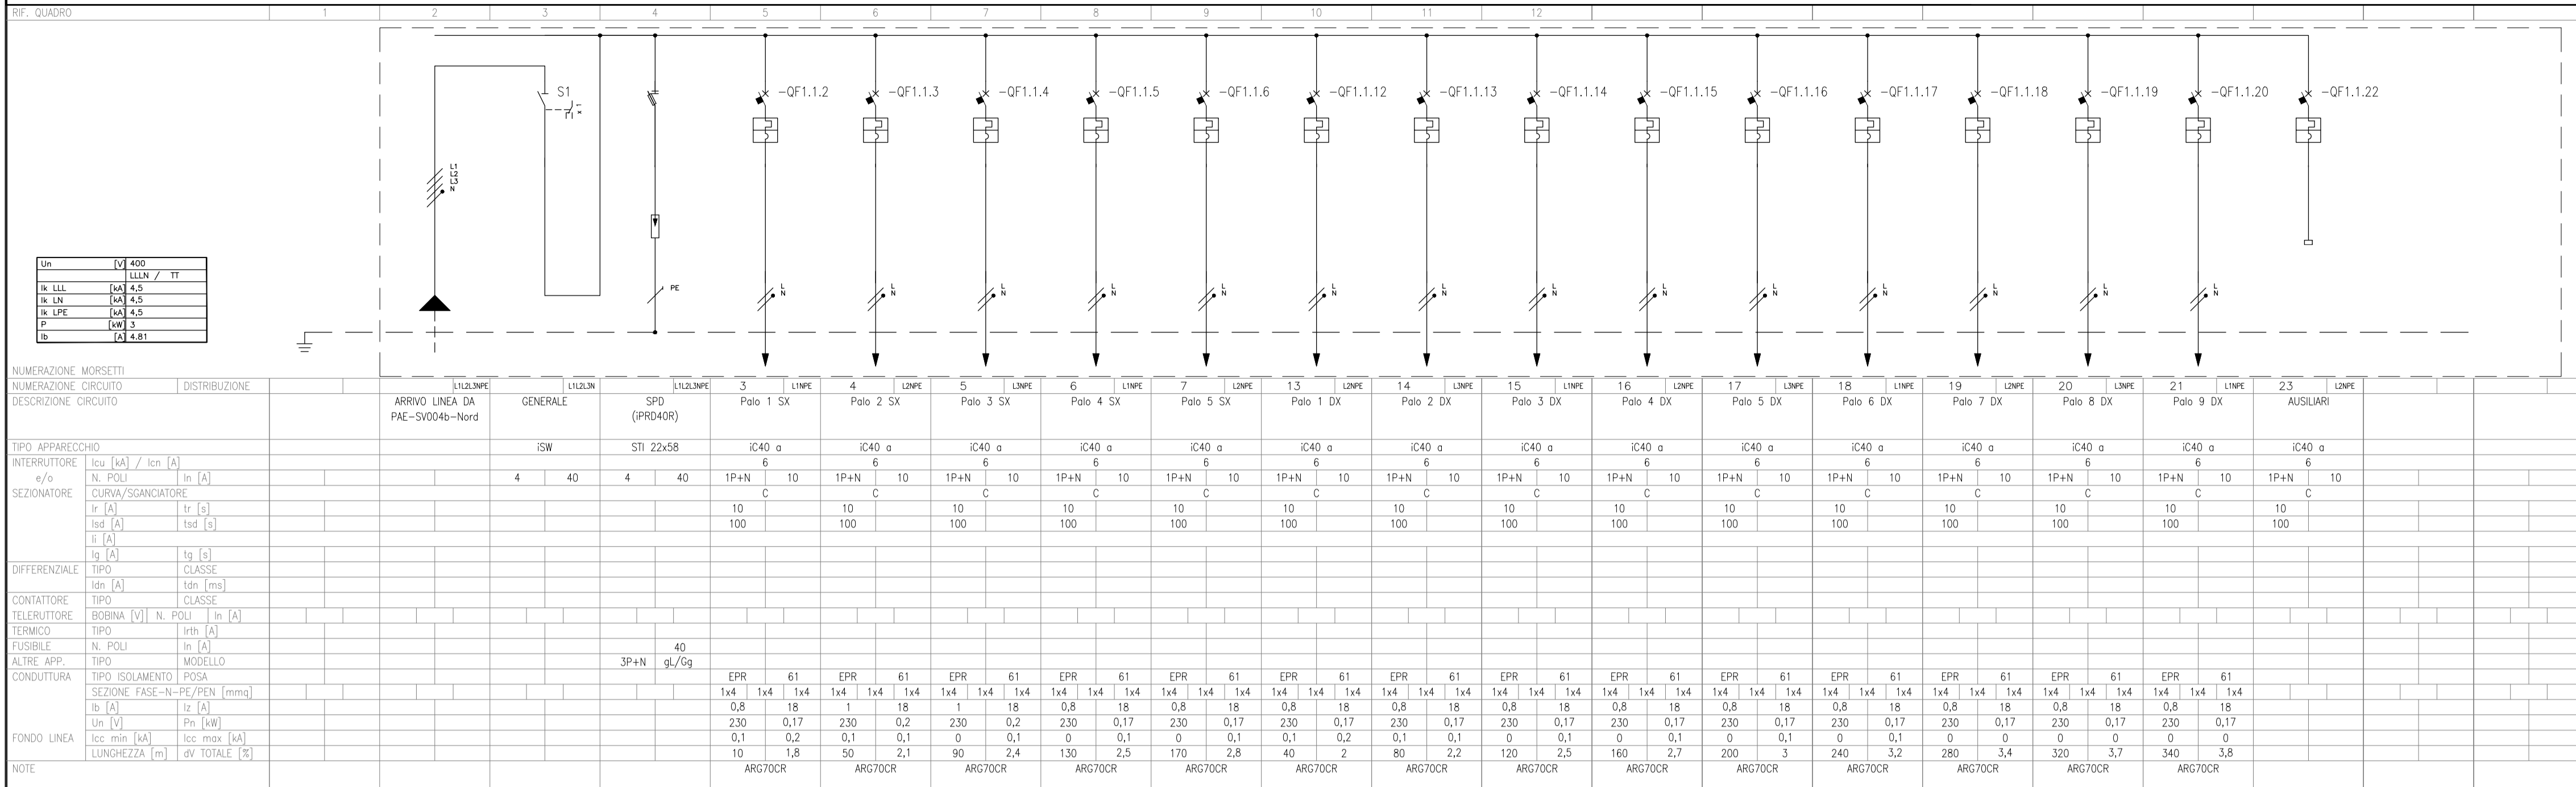 RIF. QUADRO 1 2 3 4 5 6 7 8 9 10 11 12
S1 -QF1.1.2 -QF1.1.3 -QF1.1.4 -QF1.1.5 -QF1.1.6 -QF1.1.12 -QF1.1.13 -QF1.1.14 -QF1.1.15 -QF1.1.16 -QF1.1.17 -QF1.1.18 -QF1.1.19 -QF1.1.20 -QF1.1.22
L1
L2
L3
N
Un [V] 400
LLLN / TT
Ik LLL [kA] 4,5
Ik LN [kA] 4,5
Ik LPE [kA] 4,5
P [kW] 3
Ib [A] 4.81
PE
L L L L L L L L L L L L L L
N N N N N N N N N N N N N N
NUMERAZIONE MORSETTI
NUMERAZIONE CIRCUITO DISTRIBUZIONE L1L2L3NPE L1L2L3N L1L2L3NPE 3 L1NPE 4 L2NPE 5 L3NPE 6 L1NPE 7 L2NPE 13 L2NPE 14 L3NPE 15 L1NPE 16 L2NPE 17 L3NPE 18 L1NPE 19 L2NPE 20 L3NPE 21 L1NPE 23 L2NPE
DESCRIZIONE CIRCUITO ARRIVO LINEA DA GENERALE SPD Palo 1 SX Palo 2 SX Palo 3 SX Palo 4 SX Palo 5 SX Palo 1 DX Palo 2 DX Palo 3 DX Palo 4 DX Palo 5 DX Palo 6 DX Palo 7 DX Palo 8 DX Palo 9 DX AUSILIARI
PAE-SV004b-Nord (iPRD40R)
TIPO APPARECCHIO iSW STI 22x58 iC40 a iC40 a iC40 a iC40 a iC40 a iC40 a iC40 a iC40 a iC40 a iC40 a iC40 a iC40 a iC40 a iC40 a iC40 a
INTERRUTTORE Icu [kA] / Icn [A] 6 6 6 6 6 6 6 6 6 6 6 6 6 6 6
e/o N. POLI In [A] 4 40 4 40 1P+N 10 1P+N 10 1P+N 10 1P+N 10 1P+N 10 1P+N 10 1P+N 10 1P+N 10 1P+N 10 1P+N 10 1P+N 10 1P+N 10 1P+N 10 1P+N 10 1P+N 10
SEZIONATORE CURVA/SGANCIATORE C C C C C C C C C C C C C C C
Ir [A] tr [s] 10 10 10 10 10 10 10 10 10 10 10 10 10 10 10
Isd [A] tsd [s] 100 100 100 100 100 100 100 100 100 100 100 100 100 100 100
Ii [A]
Ig [A] tg [s]
DIFFERENZIALE TIPO CLASSE
Idn [A] tdn [ms]
CONTATTORE TIPO CLASSE
TELERUTTORE BOBINA [V] N. POLI In [A]
TERMICO TIPO Irth [A]
FUSIBILE N. POLI In [A] 40
ALTRE APP. TIPO MODELLO 3P+N gL/Gg
CONDUTTURA TIPO ISOLAMENTO POSA EPR 61 EPR 61 EPR 61 EPR 61 EPR 61 EPR 61 EPR 61 EPR 61 EPR 61 EPR 61 EPR 61 EPR 61 EPR 61 EPR 61
SEZIONE FASE-N-PE/PEN [mmq] 1x4 1x4 1x4 1x4 1x4 1x4 1x4 1x4 1x4 1x4 1x4 1x4 1x4 1x4 1x4 1x4 1x4 1x4 1x4 1x4 1x4 1x4 1x4 1x4 1x4 1x4 1x4 1x4 1x4 1x4 1x4 1x4 1x4 1x4 1x4 1x4 1x4 1x4 1x4 1x4 1x4 1x4
Ib [A] Iz [A] 0,8 18 1 18 1 18 0,8 18 0,8 18 0,8 18 0,8 18 0,8 18 0,8 18 0,8 18 0,8 18 0,8 18 0,8 18 0,8 18
Un [V] Pn [kW] 230 0,17 230 0,2 230 0,2 230 0,17 230 0,17 230 0,17 230 0,17 230 0,17 230 0,17 230 0,17 230 0,17 230 0,17 230 0,17 230 0,17
FONDO LINEA Icc min [kA] Icc max [kA] 0,1 0,2 0,1 0,1 0 0,1 0 0,1 0 0,1 0,1 0,2 0,1 0,1 0 0,1 0 0,1 0 0,1 0 0,1 0 0 0 0 0 0
LUNGHEZZA [m] dV TOTALE [%] 10 1,8 50 2,1 90 2,4 130 2,5 170 2,8 40 2 80 2,2 120 2,5 160 2,7 200 3 240 3,2 280 3,4 320 3,7 340 3,8
NOTE ARG70CR ARG70CR ARG70CR ARG70CR ARG70CR ARG70CR ARG70CR ARG70CR ARG70CR ARG70CR ARG70CR ARG70CR ARG70CR ARG70CR